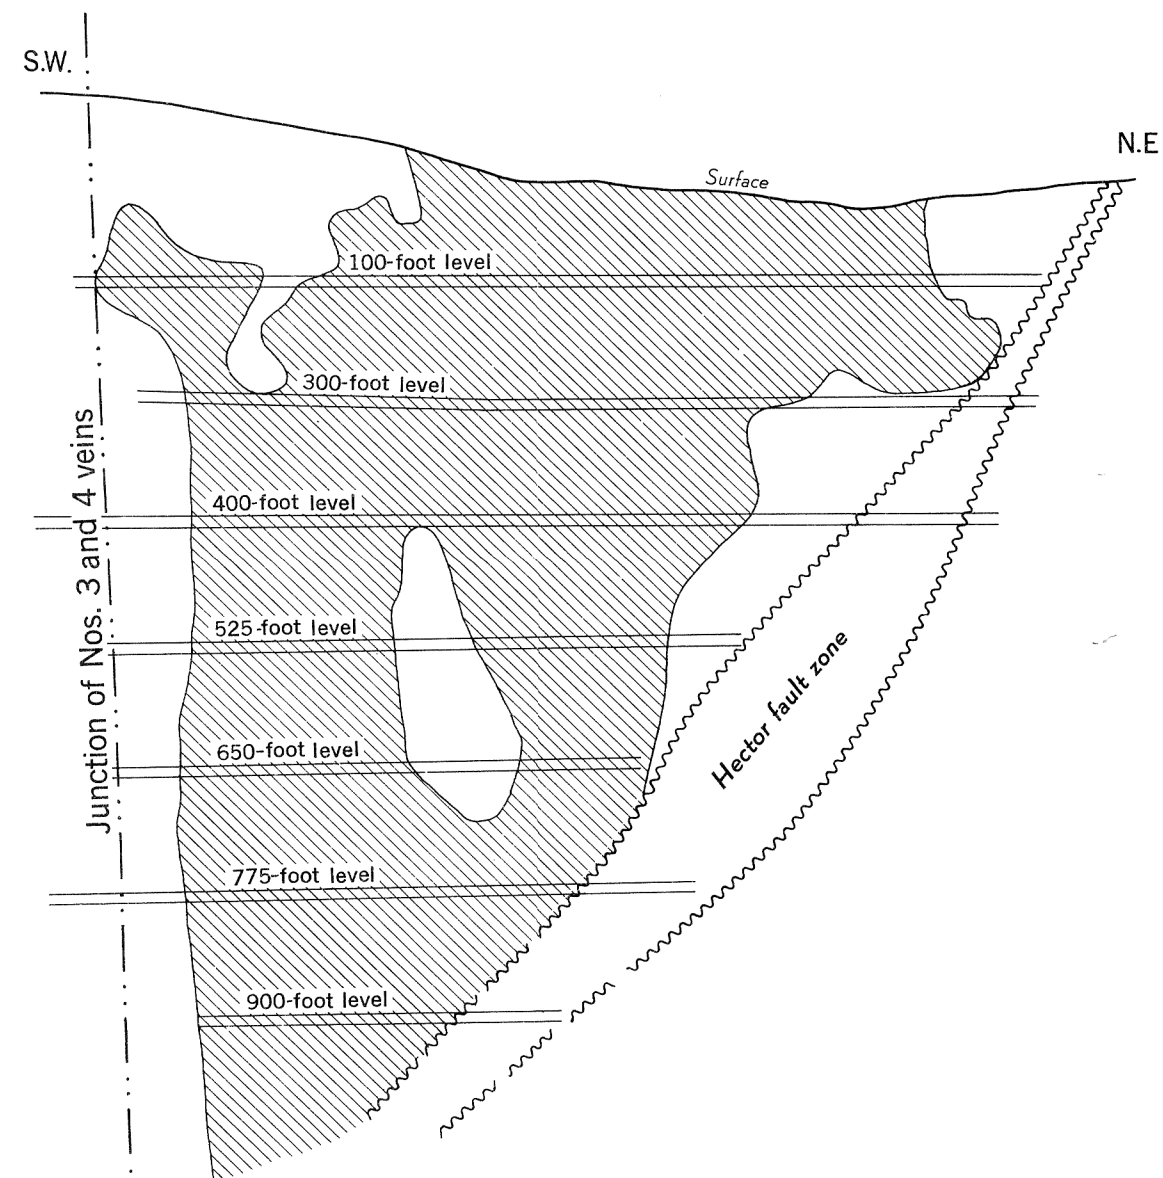 S.W.
N.E
Surface
100-foot level
300-foot level
400-foot level
525-foot level
650-foot level
775-foot level
900-foot level
Junction of Nos. 3 and 4 veins
Hector fault zone